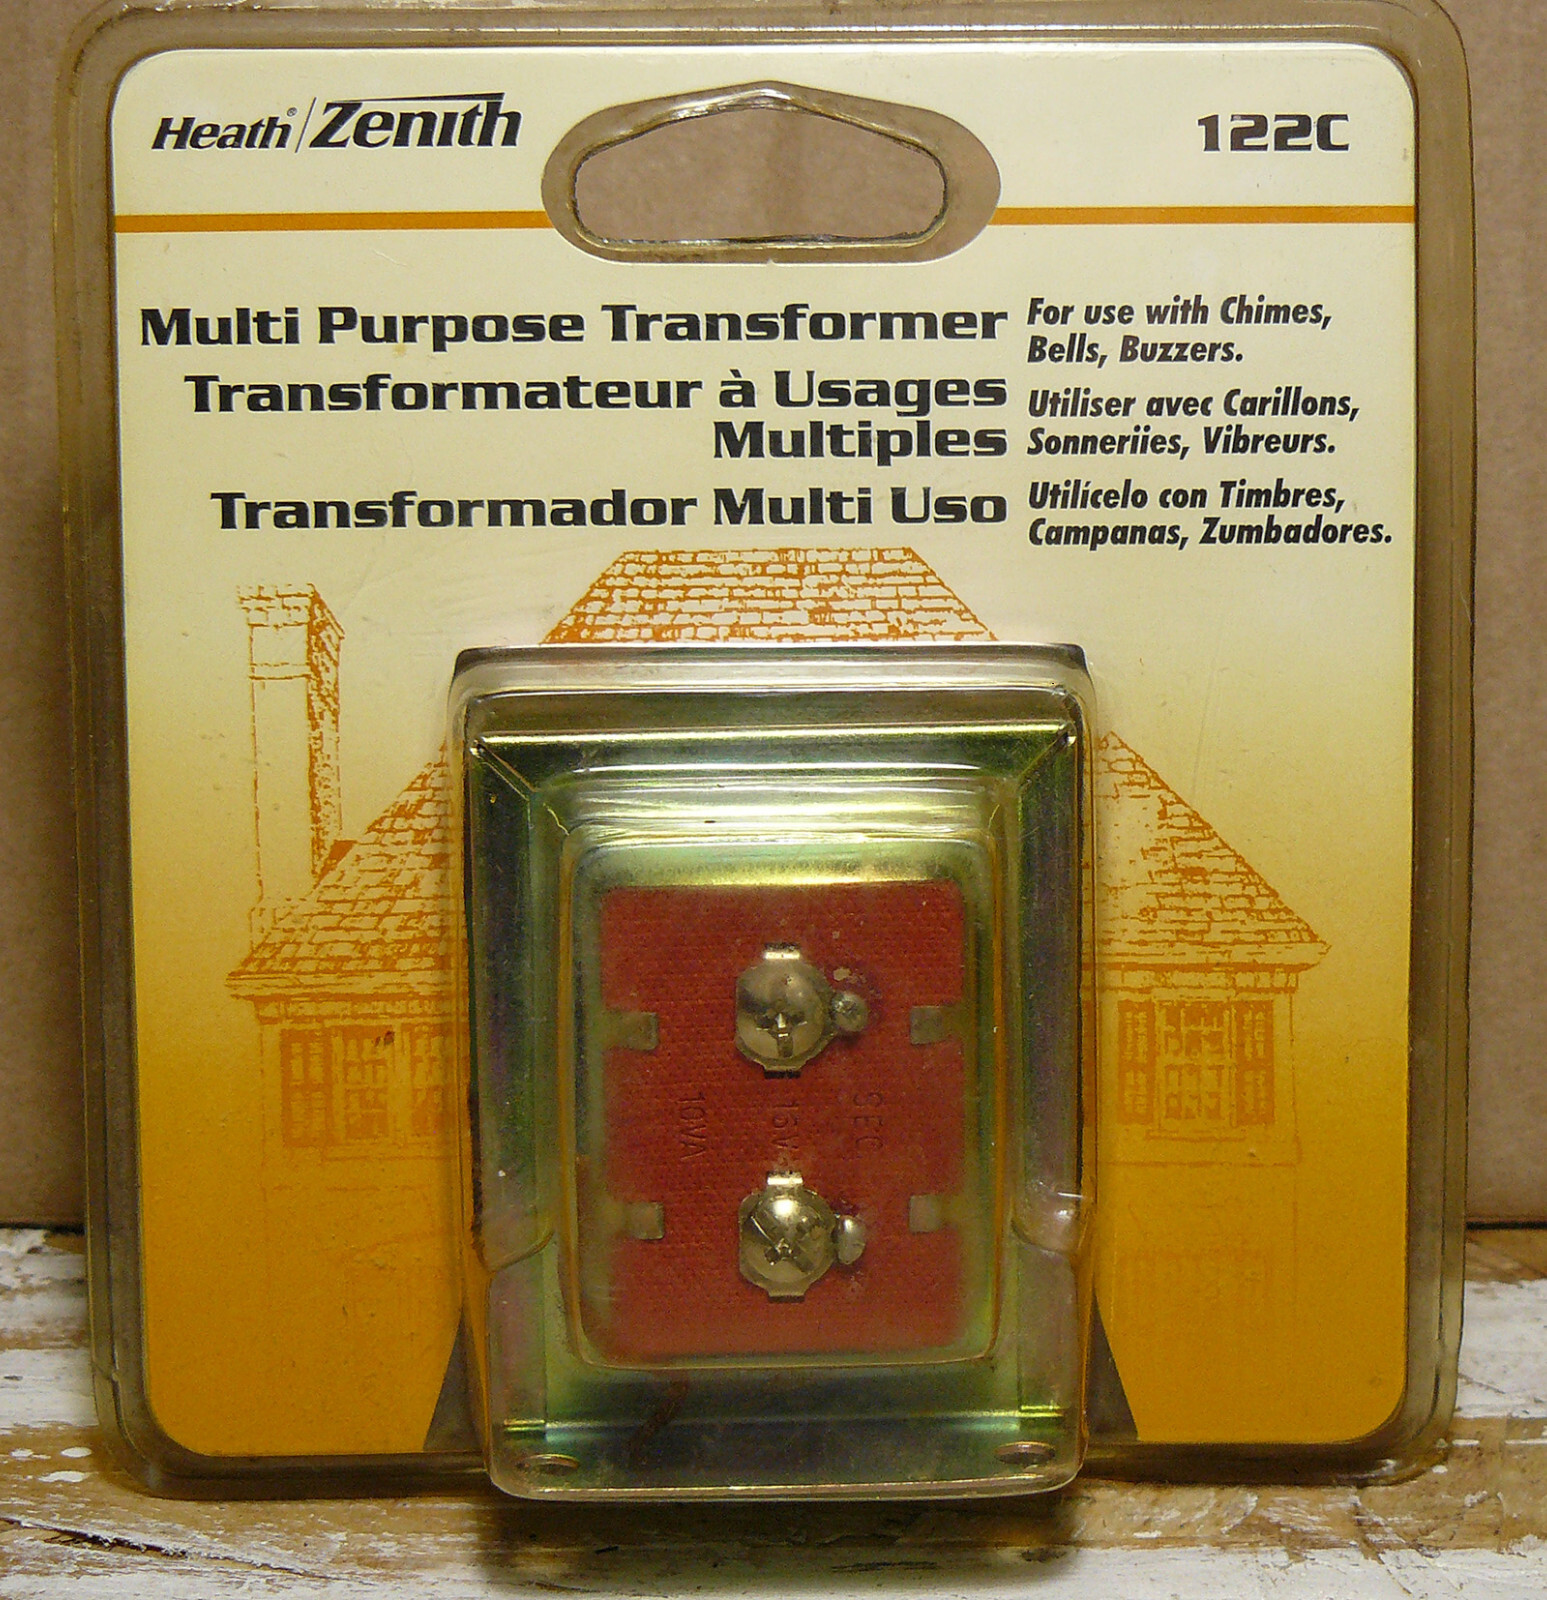 Heath®/Zenith
122C
Multi Purpose Transformer
For use with Chimes,
Bells, Buzzers.
Transformateur à Usages
Multiples
Utiliser avec Carillons,
Sonneriies, Vibreurs.
Transformador Multi Uso
Utilícelo con Timbres,
Campanas, Zumbadores.
SEC
16V
10VA